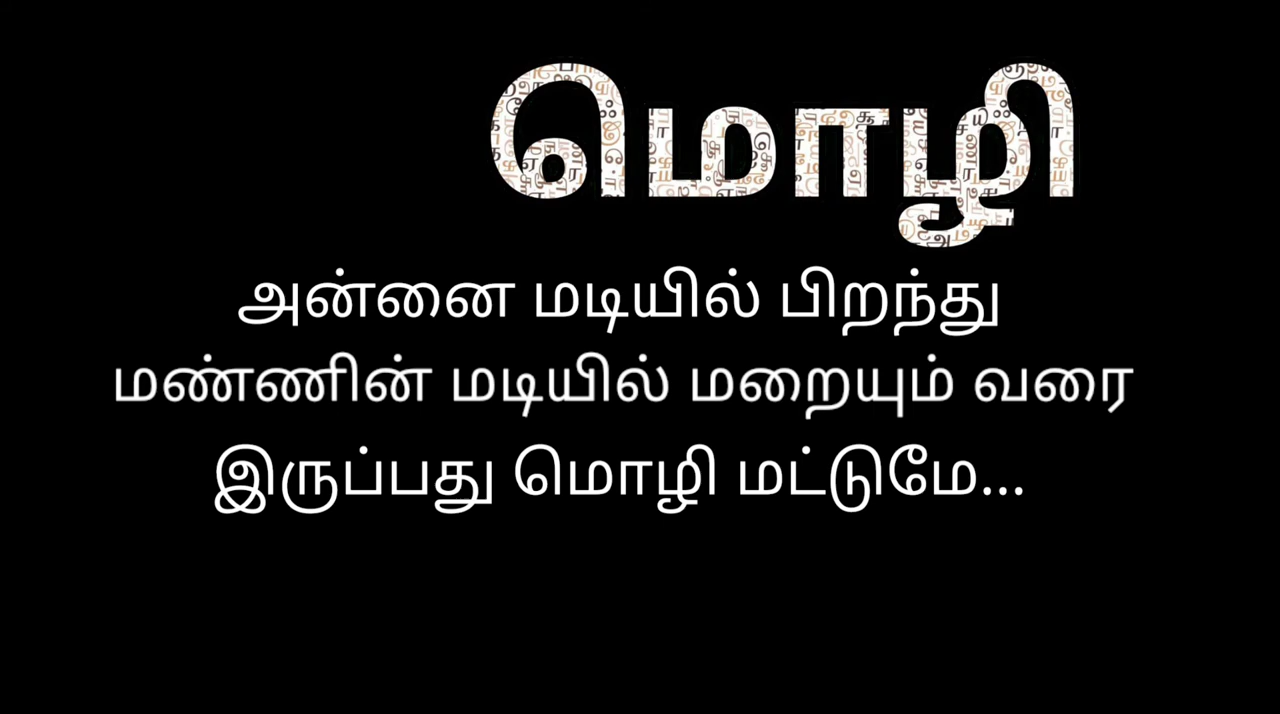 மொழி
அன்னை மடியில் பிறந்து
மண்ணின் மடியில் மறையும் வரை
இருப்பது மொழி மட்டுமே...